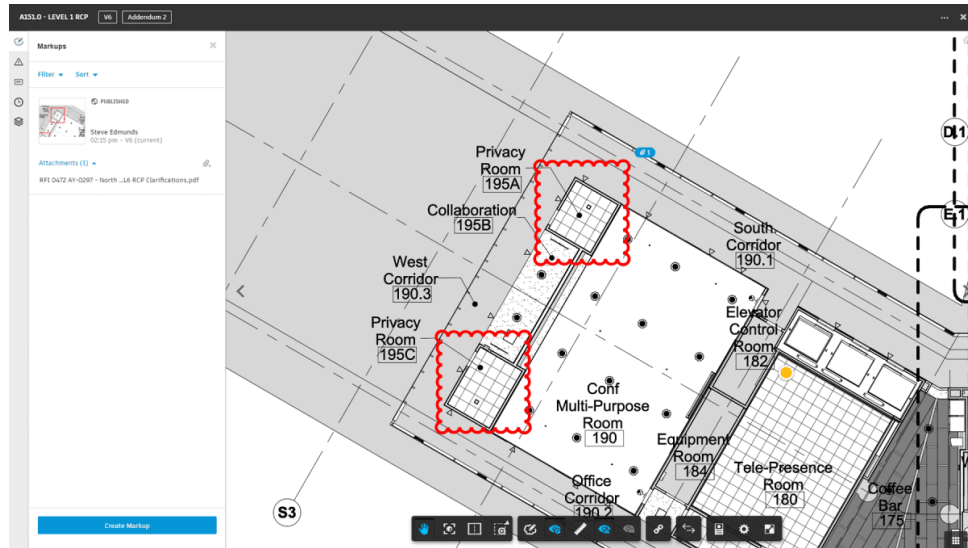 A151.0 - LEVEL 1 RCP
V6
Addendum 2
Markups
Filter
Sort
PUBLISHED
Steve Edmunds
02:15 pm - V6 (current)
Attachments (1)
RFI 0472 AY-0297 - North ...L6 RCP Clarifications.pdf
Create Markup
1
Privacy
Room
195A
Collaboration
195B
West
Corridor
190.3
Privacy
Room
195C
South
Corridor
190.1
Elevator
Control
Room
182
Conf
Multi-Purpose
Room
190
Equipment
Room
184
Tele-Presence
Room
180
Office
Corridor
190.2
Coffee
Bar
175
S3